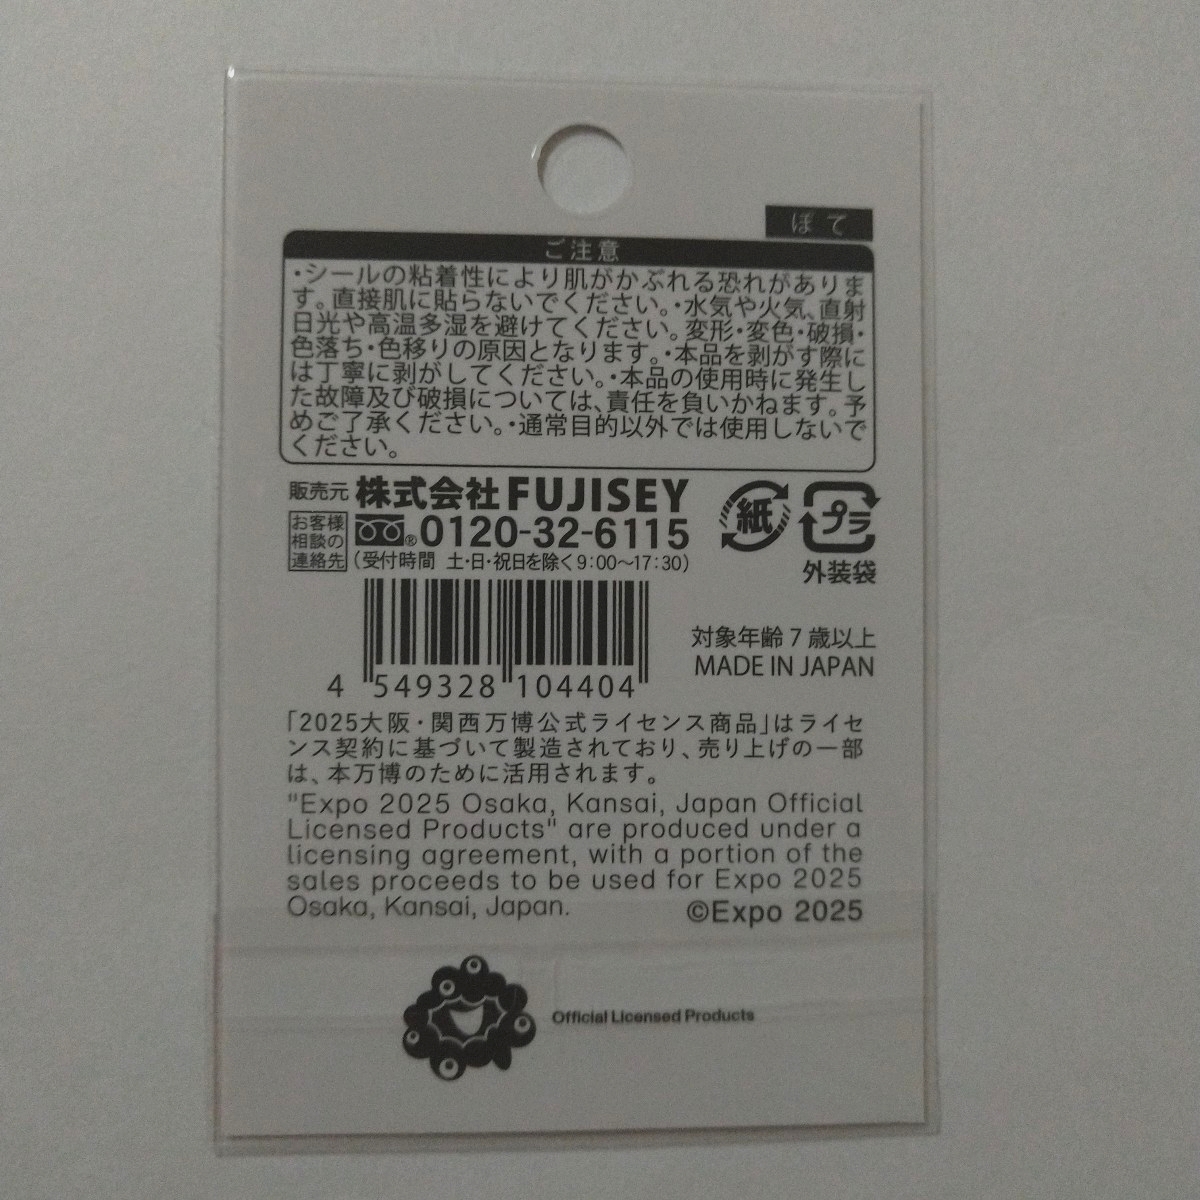 ぼて
ご注意
・シールの粘着性により肌がかぶれる恐れがありま
す。直接肌に貼らないでください。・水気や火気、直射
日光や高温多湿を避けてください。変形・変色・破損・
色落ち・色移りの原因となります。・本品を剥がす際に
は丁寧に剥がしてください。・本品の使用時に発生し
た故障及び破損については、責任を負いかねます。予
めご了承ください。・通常目的以外では使用しないで
ください。
販売元 株式会社FUJISEY
お客様
相談の
連絡先
®0120-32-6115
(受付時間 土・日・祝日を除く9:00～17:30)
紙
プラ
外装袋
4 549328 104404
対象年齢7歳以上
MADE IN JAPAN
「2025大阪・関西万博公式ライセンス商品」はライセ
ンス契約に基づいて製造されており、売り上げの一部
は、本万博のために活用されます。
"Expo 2025 Osaka, Kansai, Japan Official
Licensed Products" are produced under a
licensing agreement, with a portion of the
sales proceeds to be used for Expo 2025
Osaka, Kansai, Japan.
©Expo 2025
Official Licensed Products